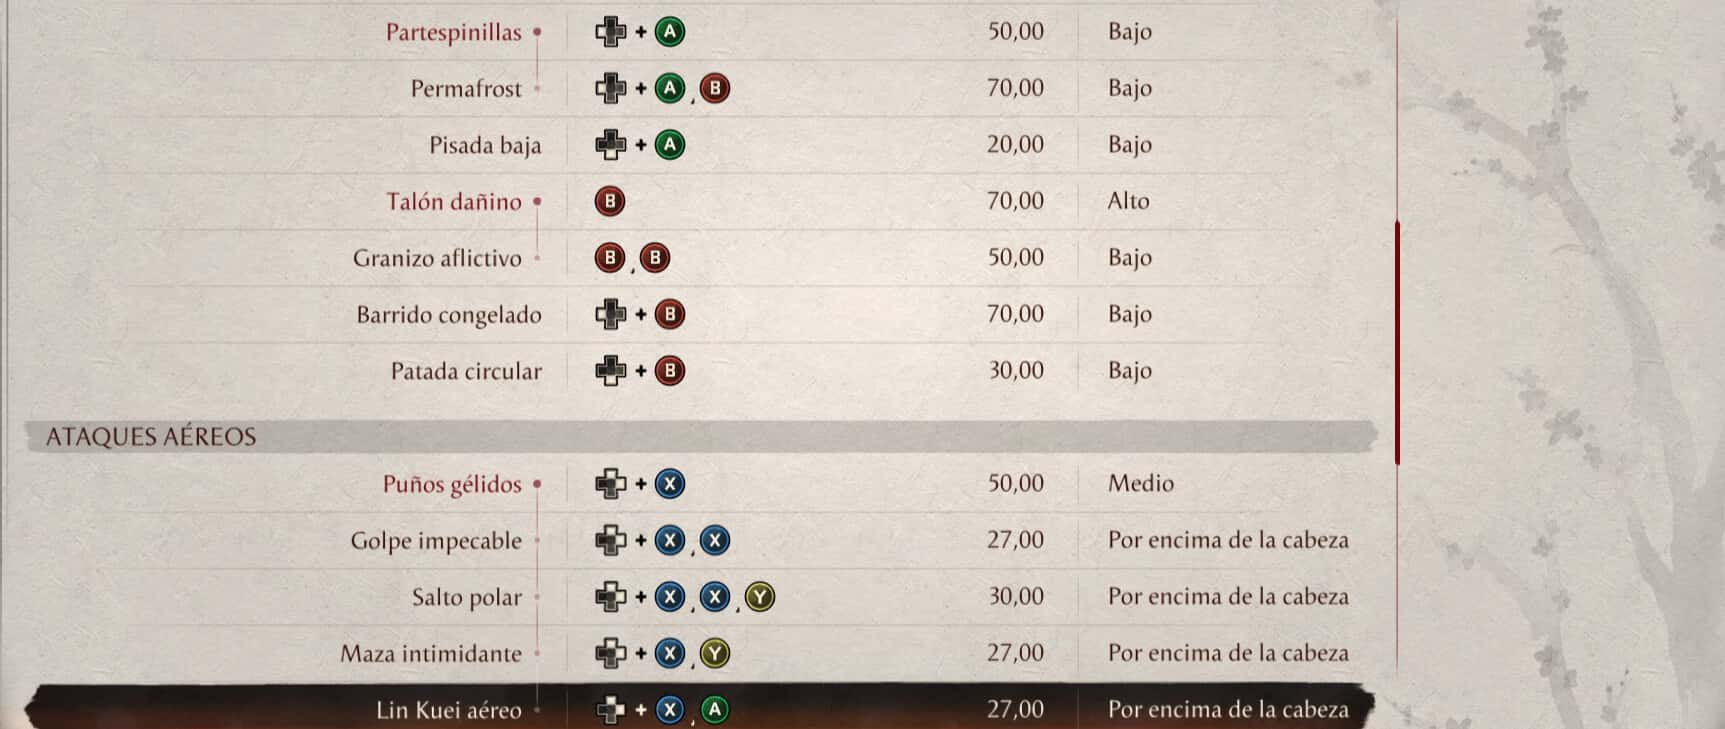 Partespinillas + A 50,00 Bajo
Permafrost + A , B 70,00 Bajo
Pisada baja + A 20,00 Bajo
Talón dañino B 70,00 Alto
Granizo aflictivo B , B 50,00 Bajo
Barrido congelado + B 70,00 Bajo
Patada circular + B 30,00 Bajo
ATAQUES AÉREOS
Puños gélidos + X 50,00 Medio
Golpe impecable + X , X 27,00 Por encima de la cabeza
Salto polar + X , X , Y 30,00 Por encima de la cabeza
Maza intimidante + X , Y 27,00 Por encima de la cabeza
Lin Kuei aéreo + X , A 27,00 Por encima de la cabeza